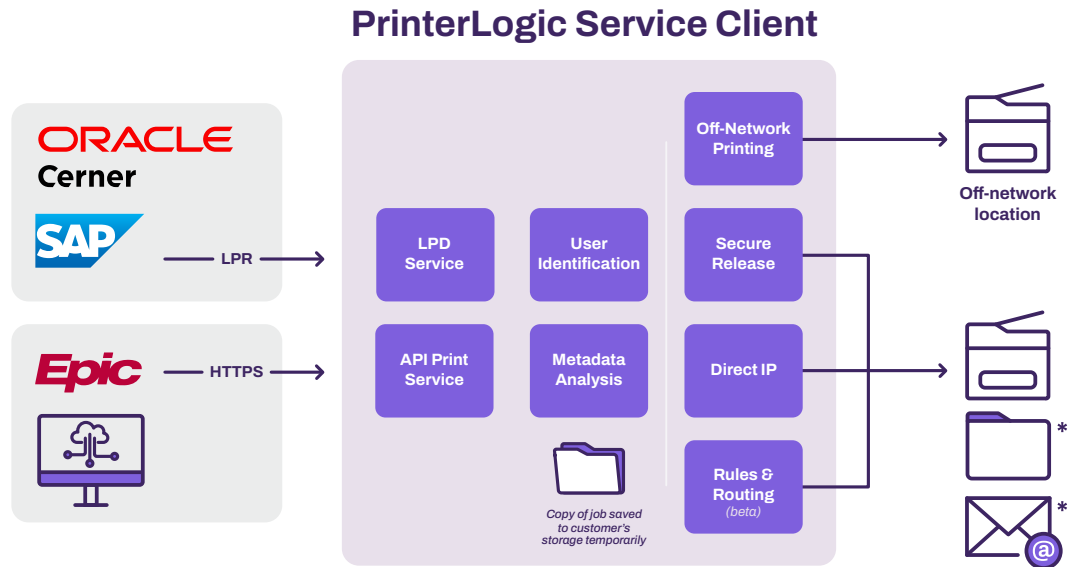 PrinterLogic Service Client
ORACLE
Cerner
SAP
LPR
Epic
HTTPS
LPD
Service
User
Identification
API Print
Service
Metadata
Analysis
Copy of job saved
to customer's
storage temporarily
Off-Network
Printing
Secure
Release
Direct IP
Rules &
Routing
(beta)
Off-network
location
*
*
@